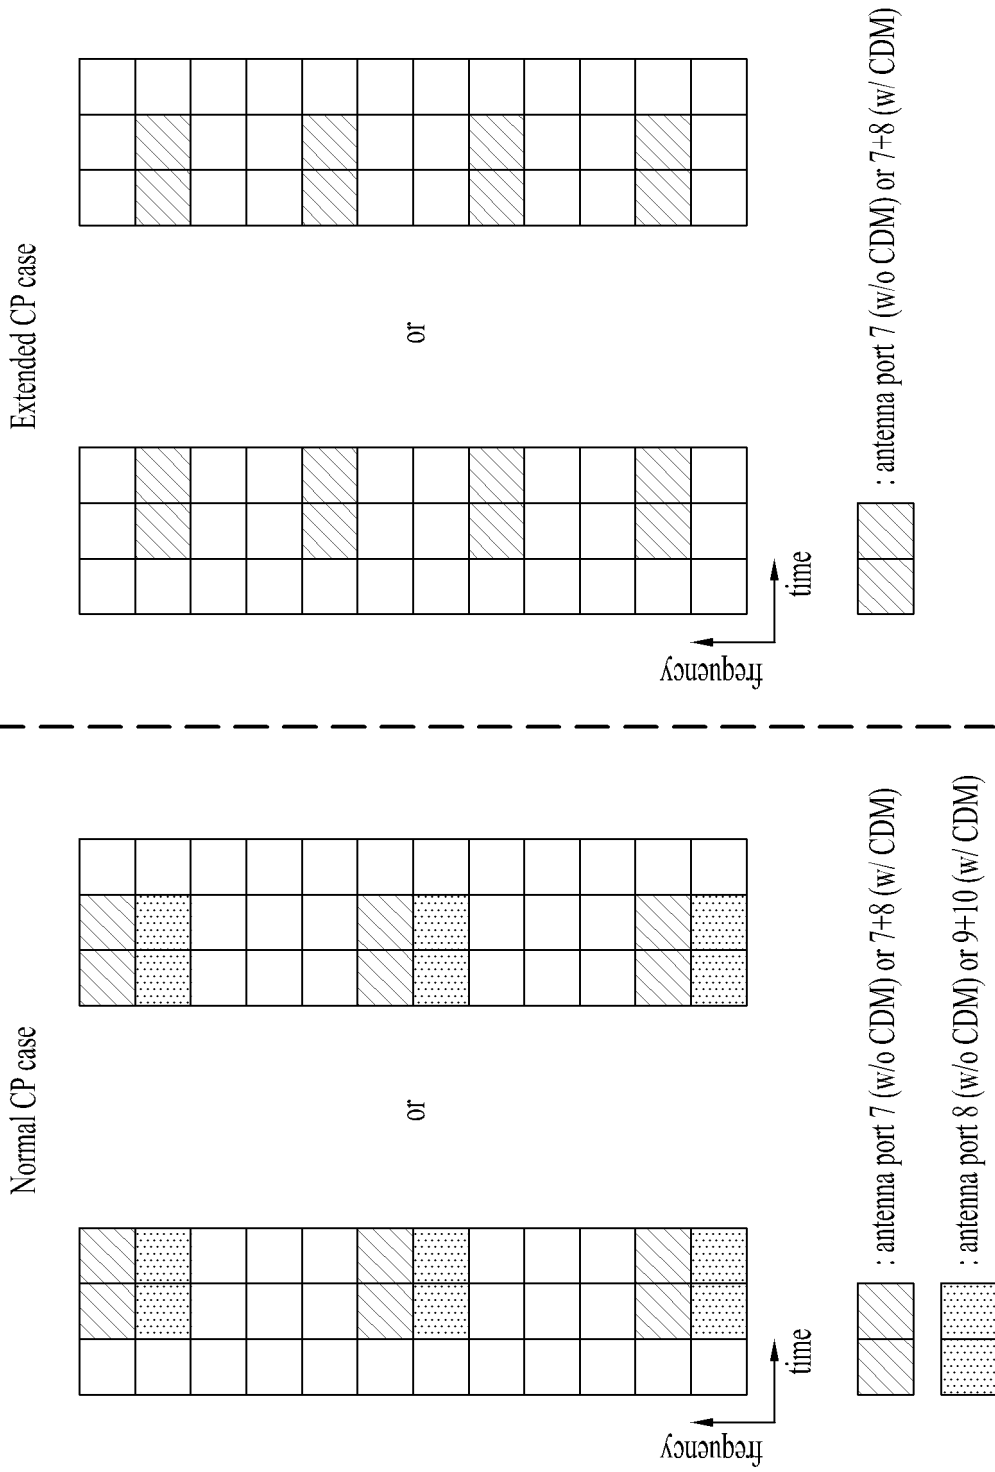 Normal CP case
or
frequency
time
: antenna port 7 (w/o CDM) or 7+8 (w/ CDM)
: antenna port 8 (w/o CDM) or 9+10 (w/ CDM)
Extended CP case
or
frequency
time
: antenna port 7 (w/o CDM) or 7+8 (w/ CDM)